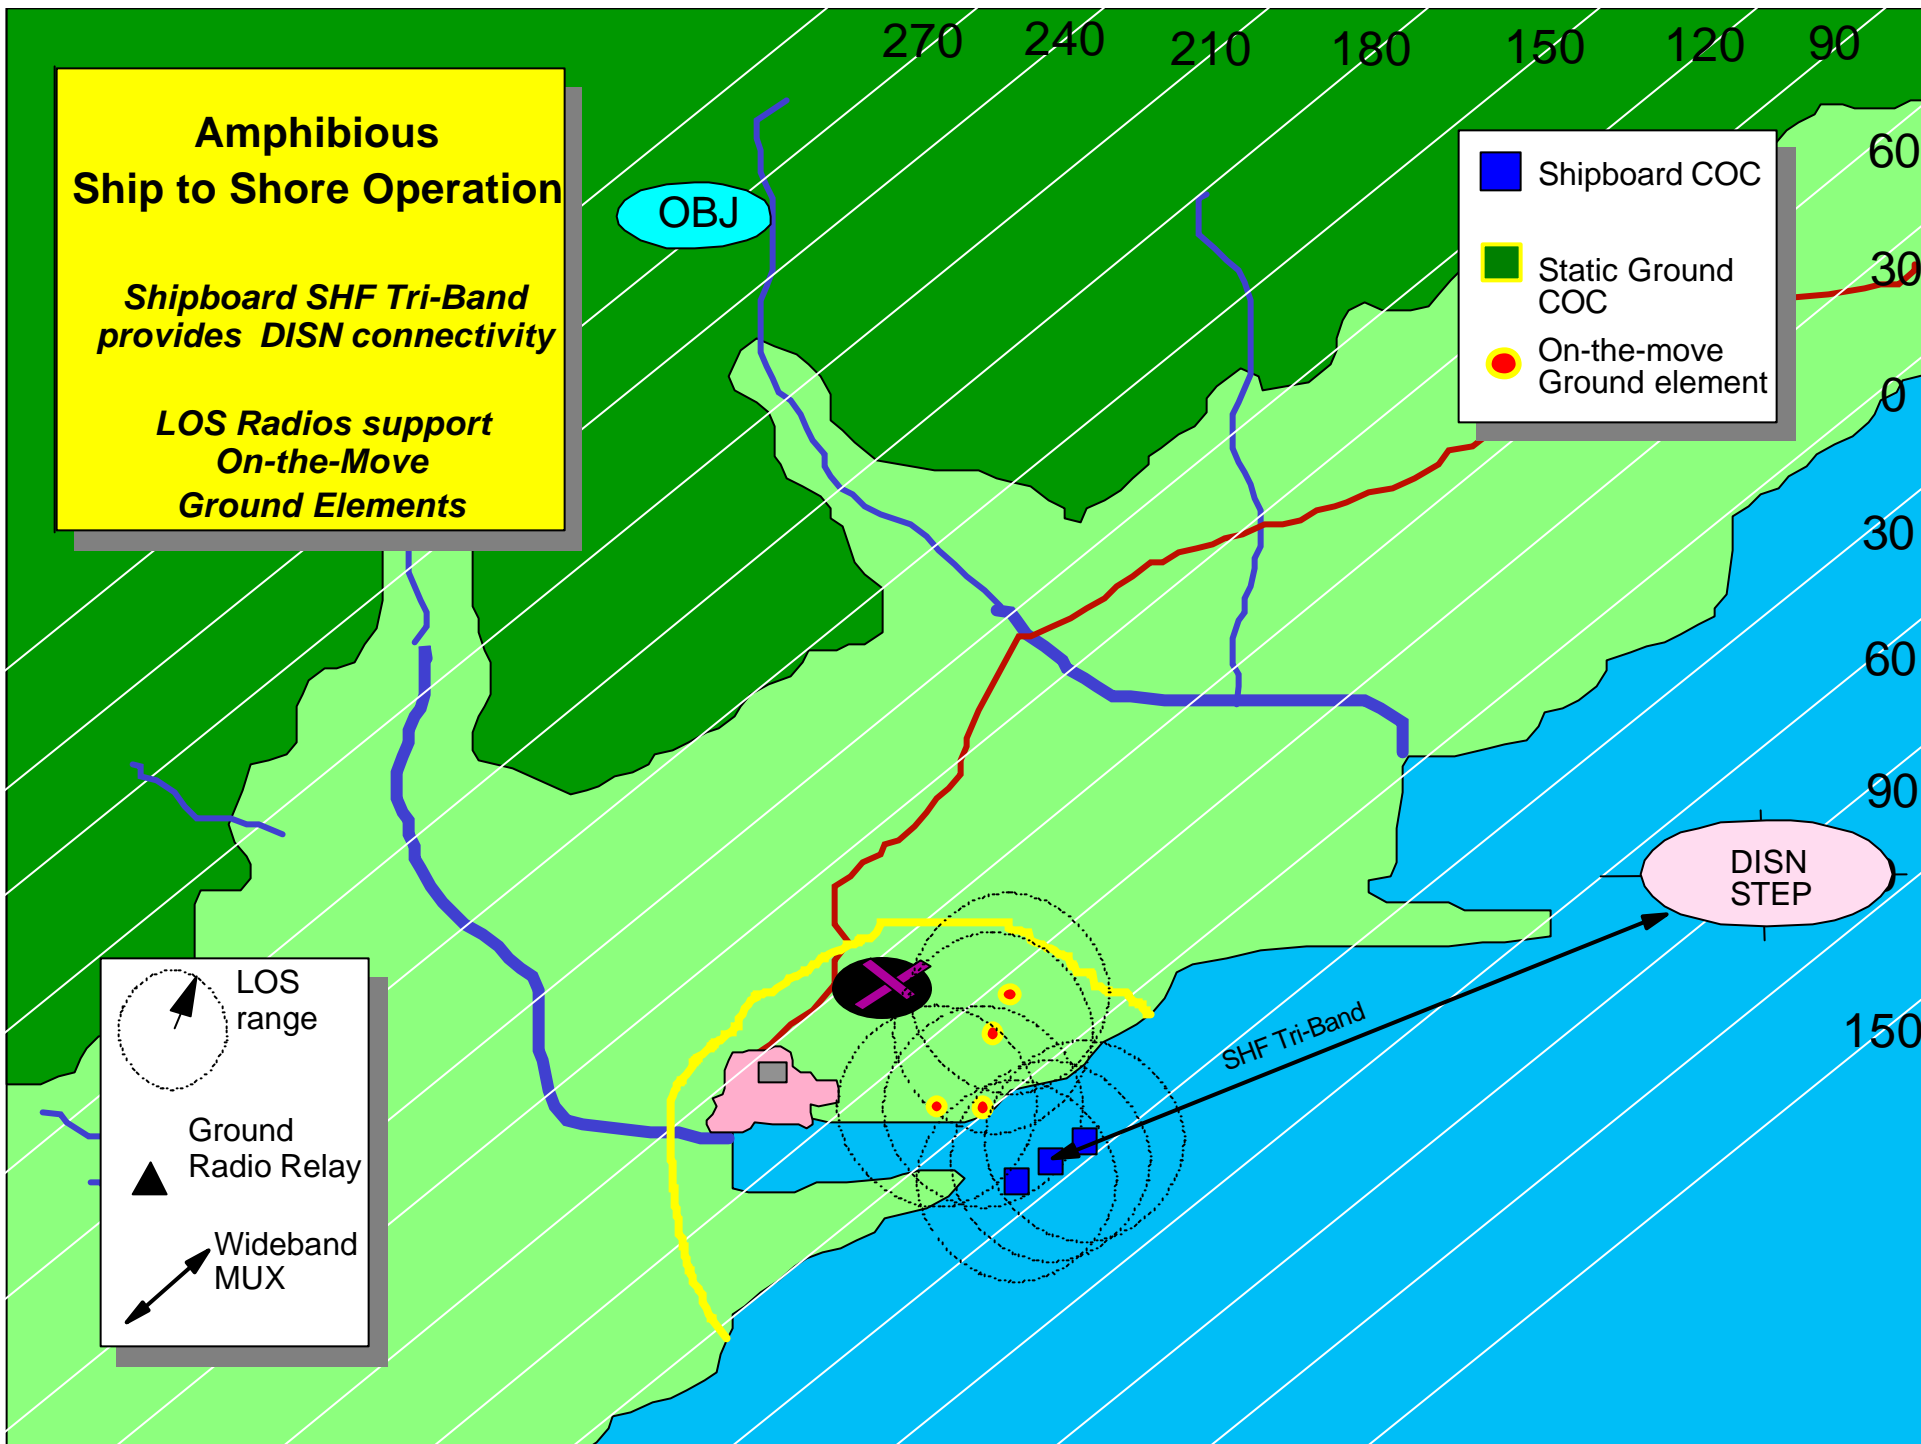 270 240 210 180 150 120 90
Amphibious
Ship to Shore Operation
Shipboard SHF Tri-Band
provides DISN connectivity
LOS Radios support
On-the-Move
Ground Elements
OBJ
Shipboard COC
Static Ground
COC
On-the-move
Ground element
60
30
0
30
60
90
150
DISN
STEP
SHF Tri-Band
LOS
range
Ground
Radio Relay
Wideband
MUX